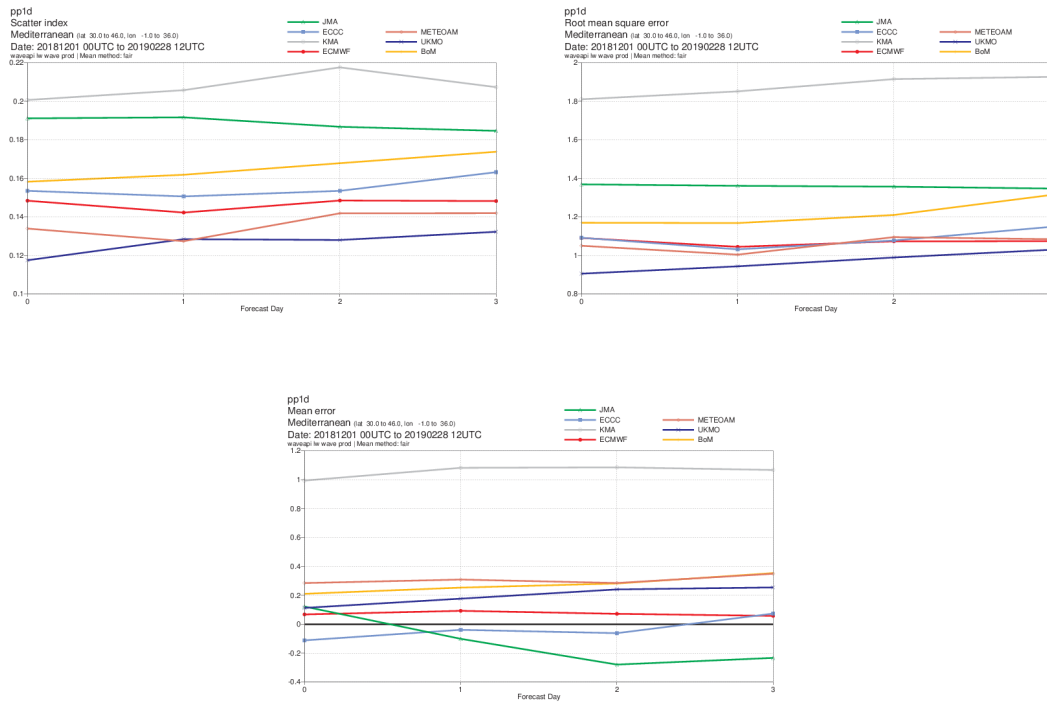 pp1d
Scatter index
Mediterranean (lat 30.0 to 46.0, lon -1.0 to 36.0)
Date: 20181201 00UTC to 20190228 12UTC
waveapi lw wave prod | Mean method: fair
JMA
ECCC METEOAM
KMA UKMO
ECMWF BoM
0.22
0.2
0.18
0.16
0.14
0.12
0.1
0 1 2 3
Forecast Day
pp1d
Root mean square error
Mediterranean (lat 30.0 to 46.0, lon -1.0 to 36.0)
Date: 20181201 00UTC to 20190228 12UTC
waveapi lw wave prod | Mean method: fair
JMA
ECCC METEOAM
KMA UKMO
ECMWF BoM
2
1.8
1.6
1.4
1.2
1
0.8
0 1 2
Forecast Day
pp1d
Mean error
Mediterranean (lat 30.0 to 46.0, lon -1.0 to 36.0)
Date: 20181201 00UTC to 20190228 12UTC
waveapi lw wave prod | Mean method: fair
JMA
ECCC METEOAM
KMA UKMO
ECMWF BoM
1.2
1
0.8
0.6
0.4
0.2
0
-0.2
-0.4
0 1 2 3
Forecast Day